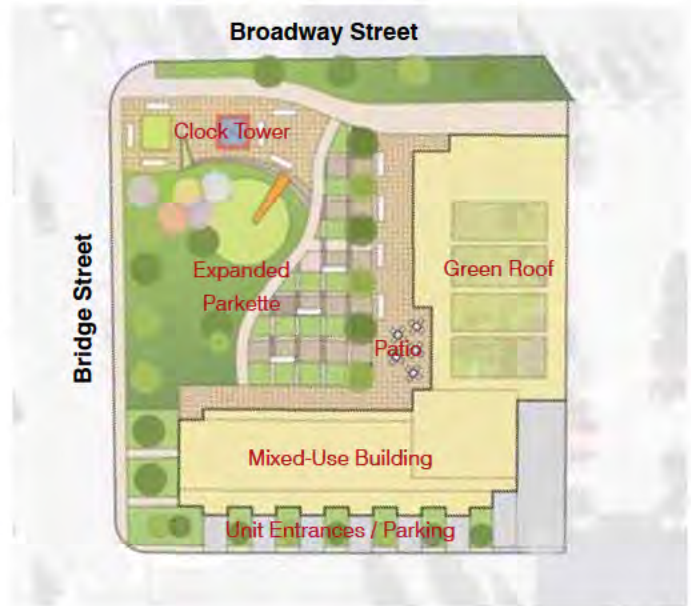 Broadway Street
Clock Tower
Bridge Street
Expanded
Parkette
Green Roof
Patio
Mixed-Use Building
Unit Entrances / Parking